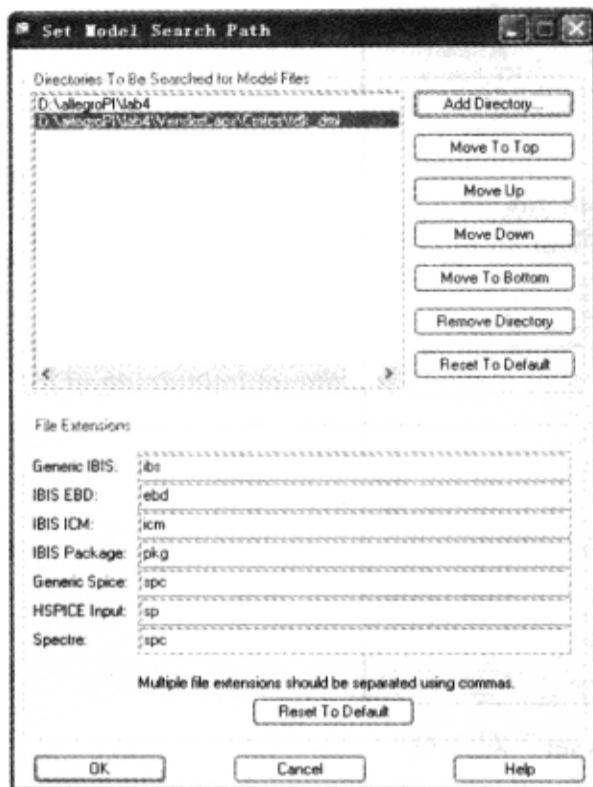 Set Model Search Path
Directories To Be Searched for Model Files
D:\allegroPI\lab4
D:\allegroPI\lab4\
Add Directory...
Move To Top
Move Up
Move Down
Move To Bottom
Remove Directory
Reset To Default
File Extensions
Generic IBIS: ibs
IBIS EBD: ebd
IBIS ICM: icm
IBIS Package: pkg
Generic Spice: spc
HSPICE Input: sp
Spectre: spc
Multiple file extensions should be separated using commas.
Reset To Default
OK
Cancel
Help